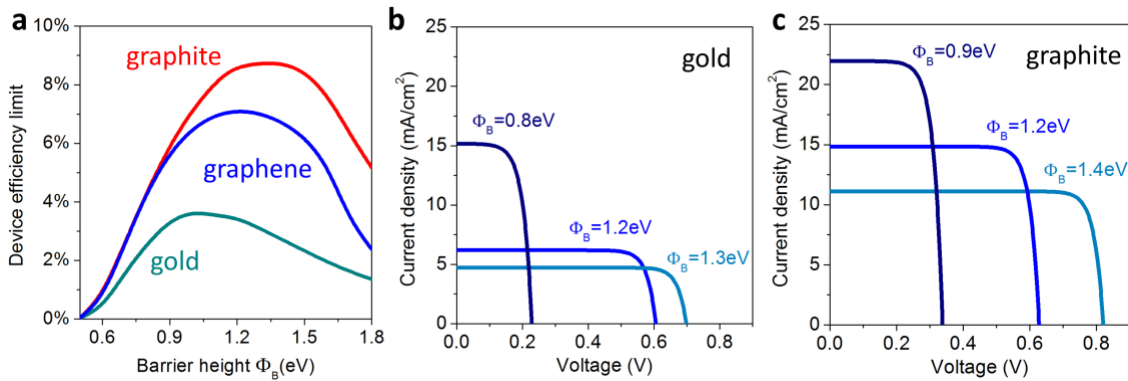 a
10%
8%
6%
4%
2%
0%
Device efficiency limit
graphite
graphene
gold
0.6 0.9 1.2 1.5 1.8
Barrier height Φ_B(eV)
b
25
20
15
10
5
0
Current density (mA/cm²)
gold
Φ_B=0.8eV
Φ_B=1.2eV
Φ_B=1.3eV
0.0 0.2 0.4 0.6 0.8
Voltage (V)
c
25
20
15
10
5
0
Current density (mA/cm²)
Φ_B=0.9eV
graphite
Φ_B=1.2eV
Φ_B=1.4eV
0.0 0.2 0.4 0.6 0.8
Voltage (V)